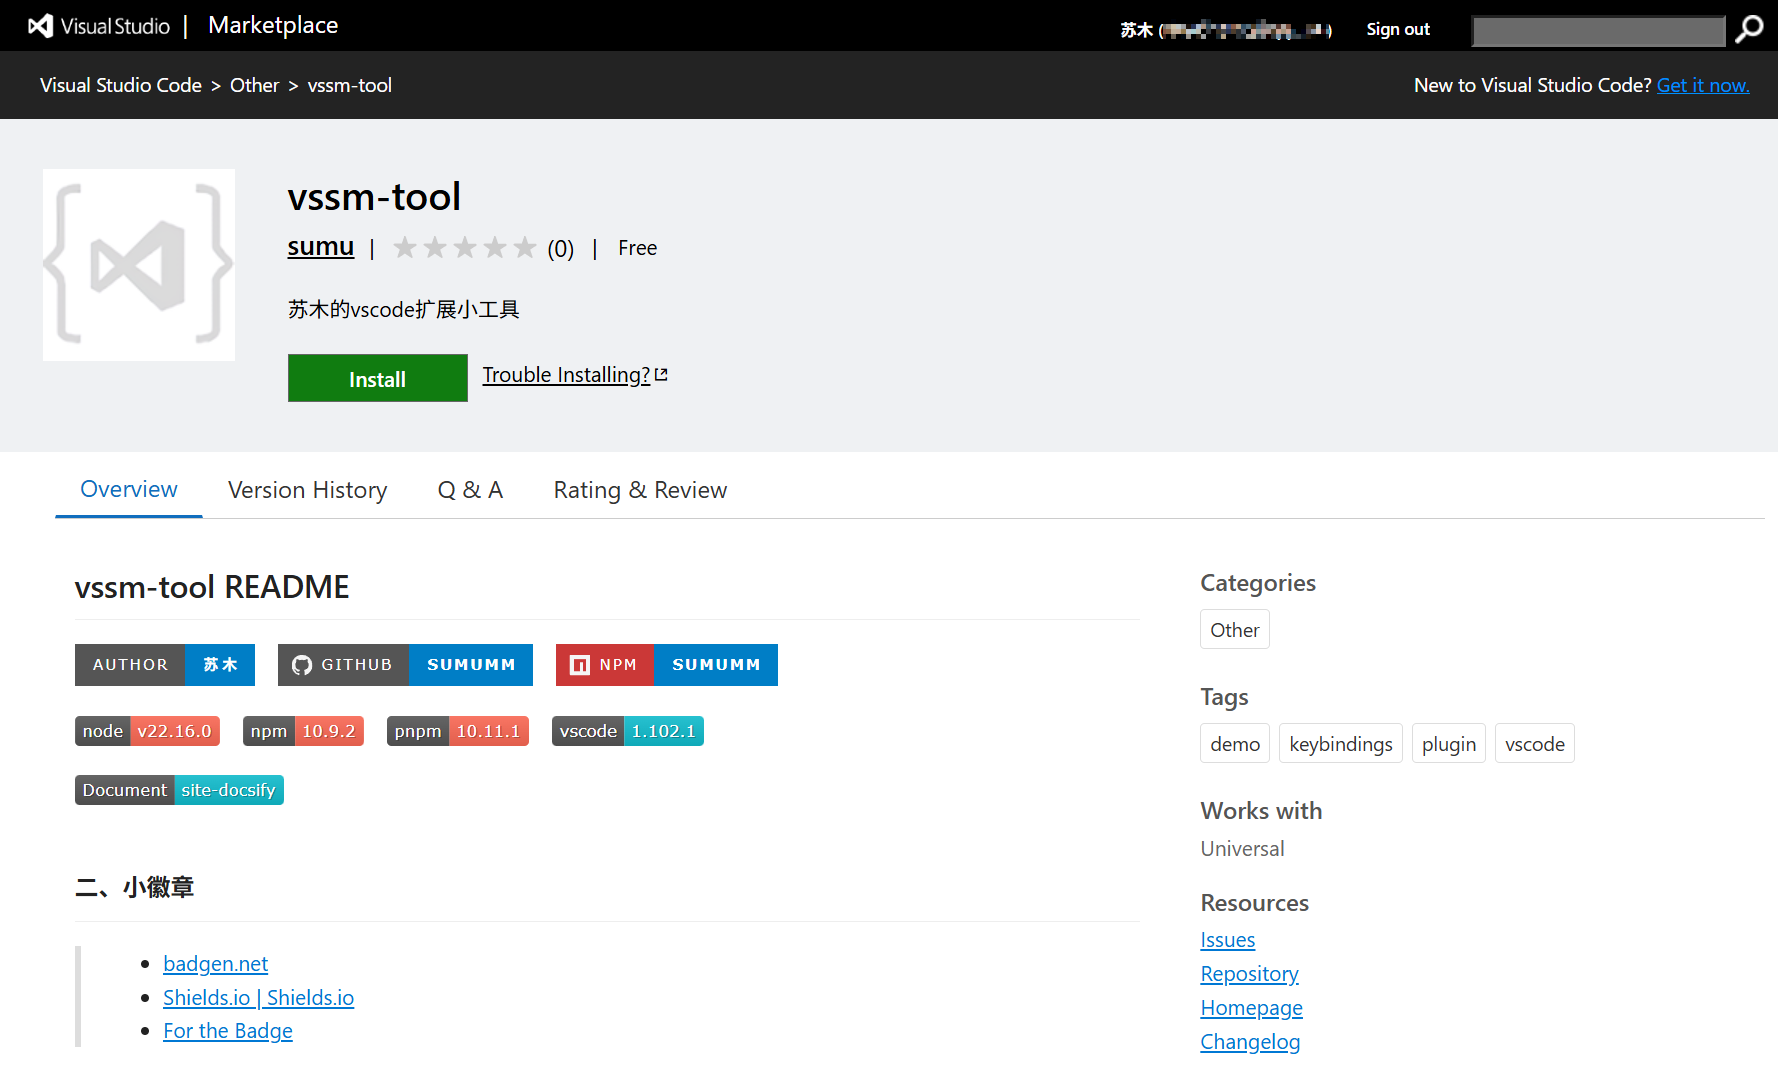 Visual Studio | Marketplace
苏木 ( ) Sign out
Visual Studio Code > Other > vssm-tool
New to Visual Studio Code? Get it now.
vssm-tool
sumu | (0) | Free
苏木的vscode扩展小工具
Install Trouble Installing?
Overview Version History Q & A Rating & Review
vssm-tool README
AUTHOR 苏木 GITHUB SUMUMM NPM SUMUMM
node v22.16.0 npm 10.9.2 pnpm 10.11.1 vscode 1.102.1
Document site-docsify
二、小徽章
badgen.net
Shields.io | Shields.io
For the Badge
Categories
Other
Tags
demo keybindings plugin vscode
Works with
Universal
Resources
Issues
Repository
Homepage
Changelog